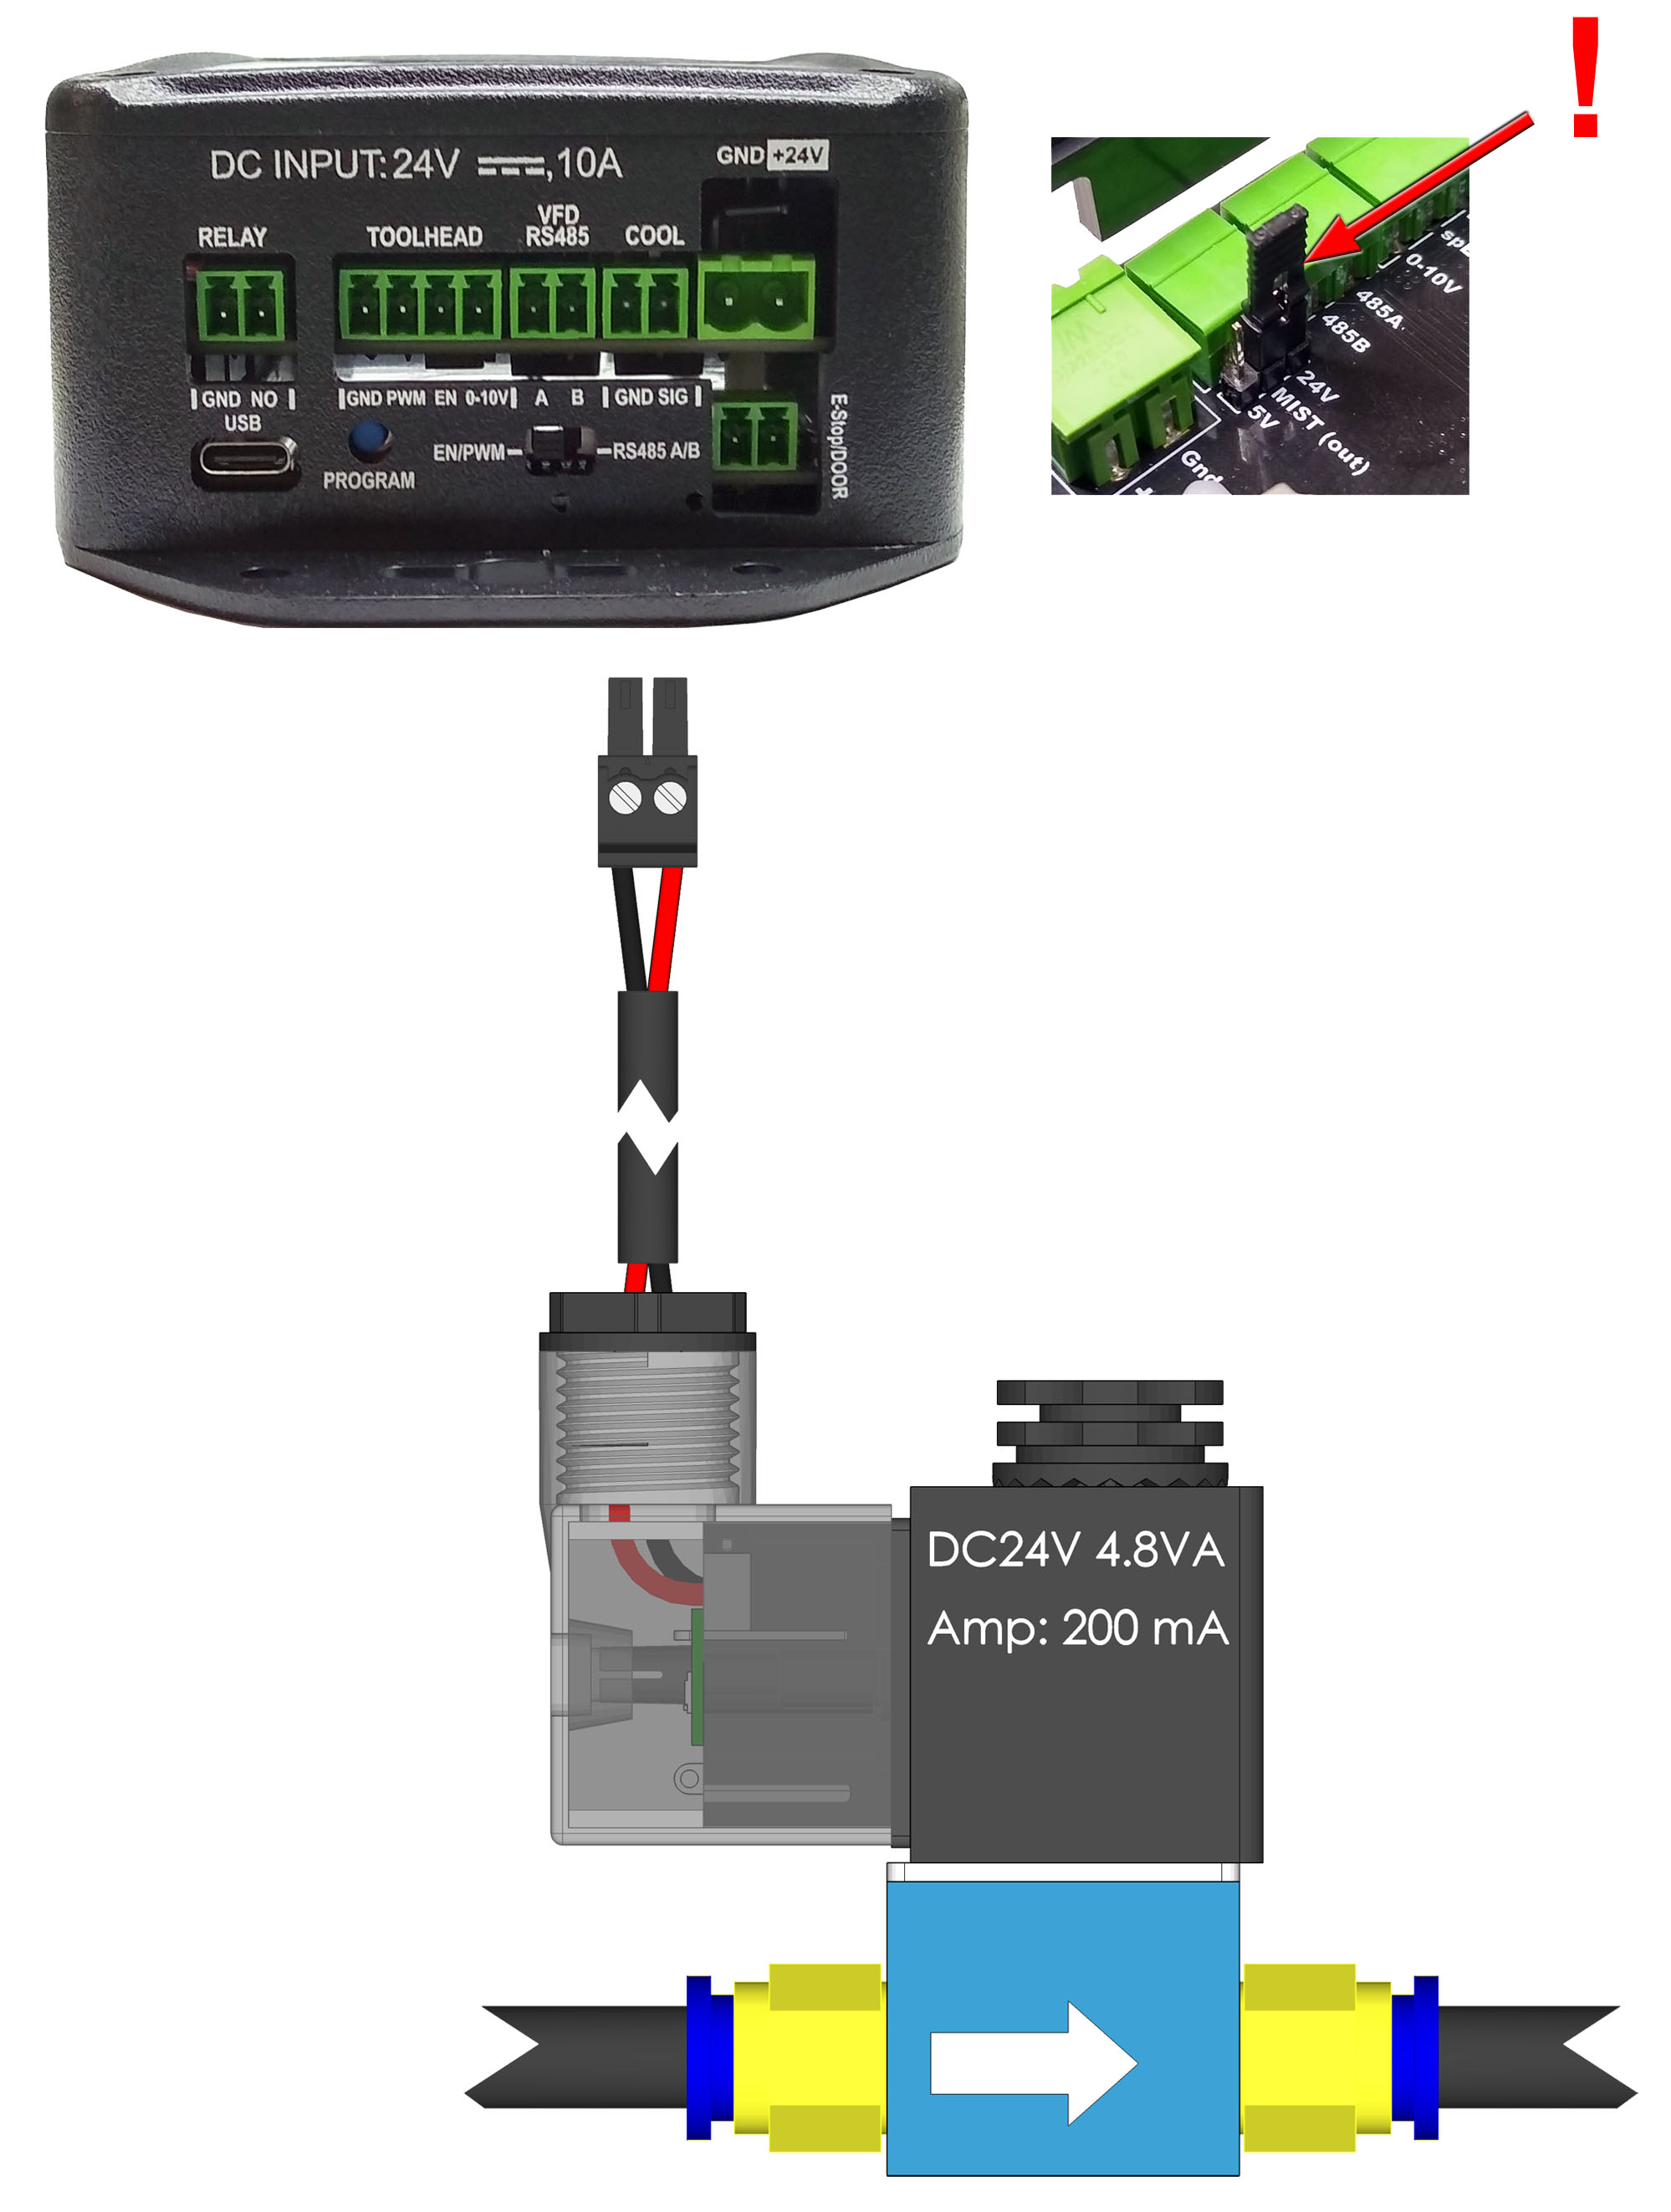 !
DC INPUT: 24V ⎓, 10A
GND +24V
RELAY
TOOLHEAD
VFD
RS485
COOL
GND NO
GND PWM EN 0-10V
A B
GND SIG
USB
PROGRAM
EN/PWM
RS485 A/B
E-Stop/DOOR
0-10V
485A
485B
24V
MIST (out)
5V
Gnd
DC24V 4.8VA
Amp: 200 mA